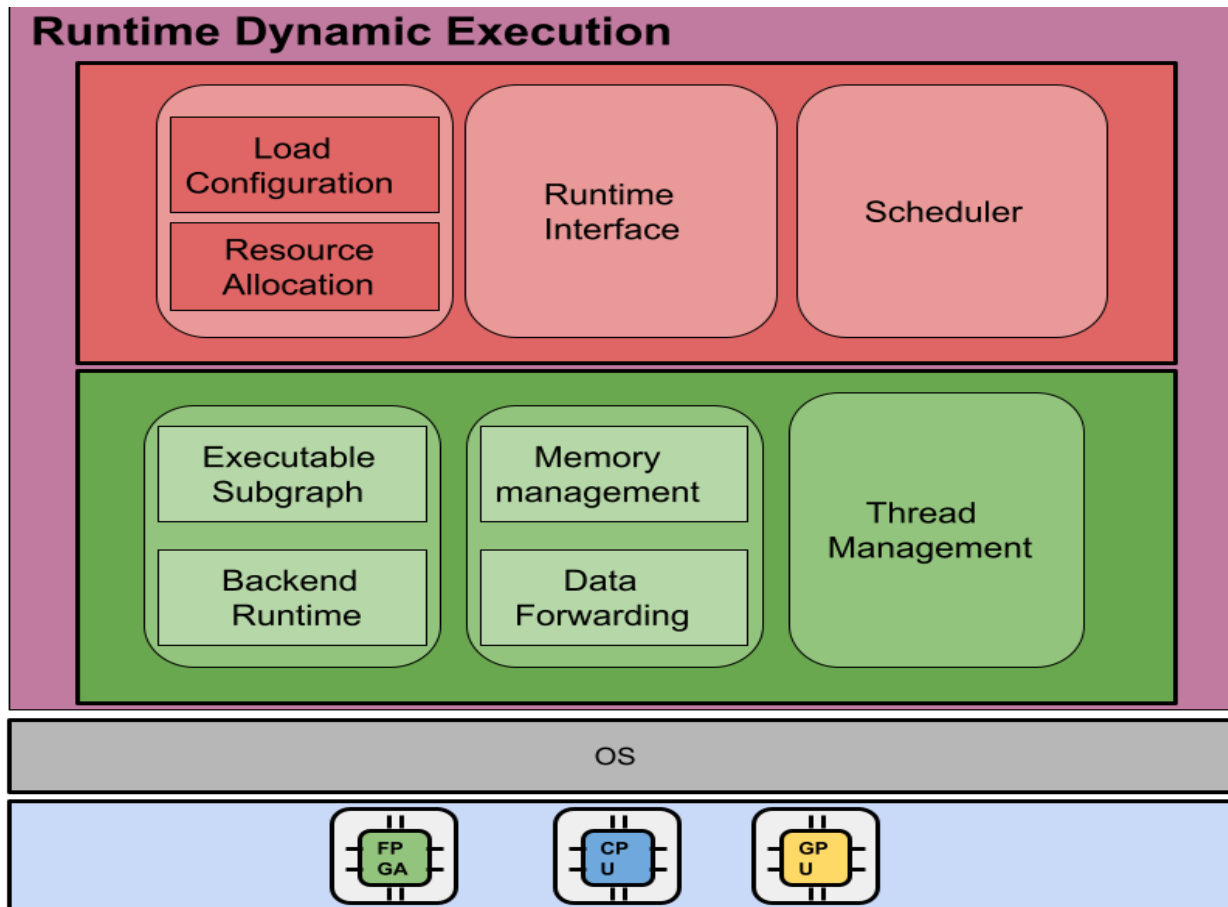 Runtime Dynamic Execution
Load
Configuration
Resource
Allocation
Runtime
Interface
Scheduler
Executable
Subgraph
Backend
Runtime
Memory
management
Data
Forwarding
Thread
Management
OS
FP
GA
CP
U
GP
U